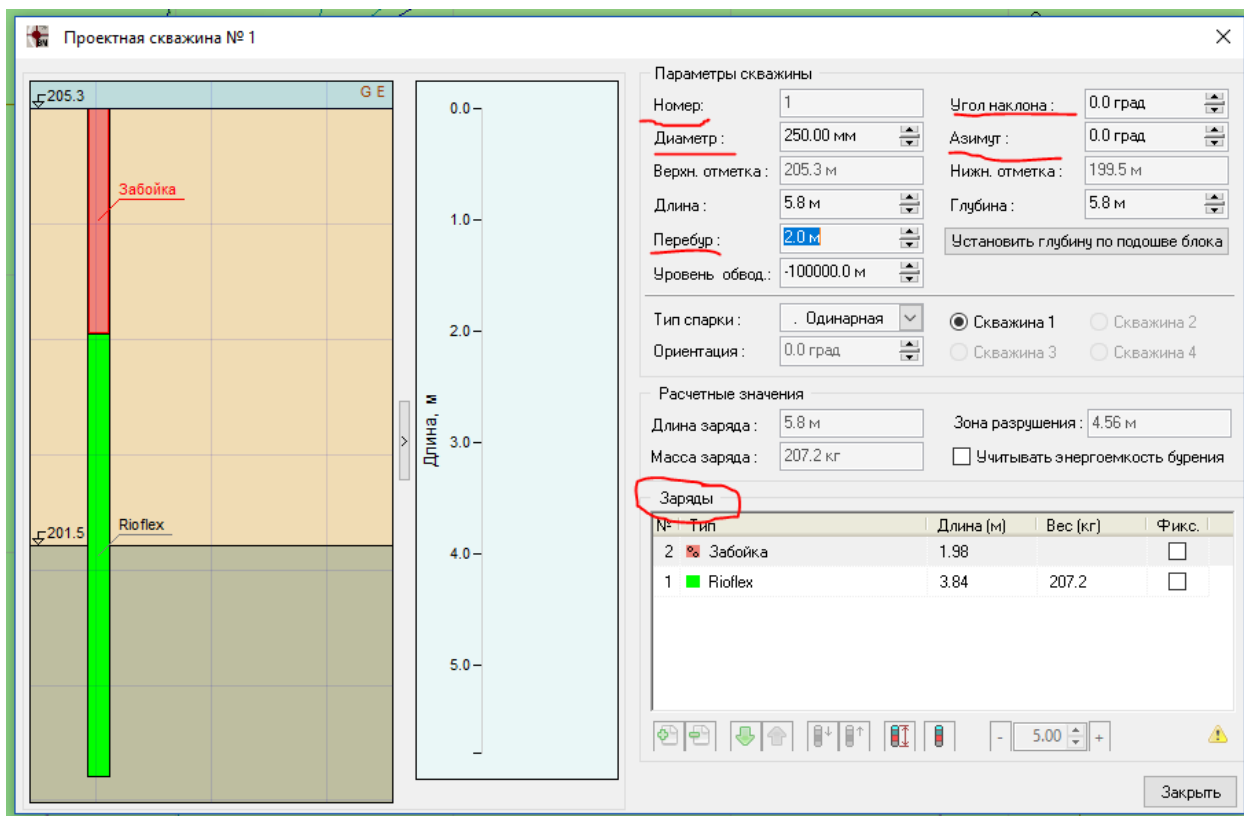 Проектная скважина № 1
205.3
G E
Забойка
201.5
Rioflex
Длина, м
0.0
1.0
2.0
3.0
4.0
5.0
>
Параметры скважины
Номер: 1 Угол наклона : 0.0 град
Диаметр : 250.00 мм Азимут : 0.0 град
Верхн. отметка : 205.3 м Нижн. отметка : 199.5 м
Длина : 5.8 м Глубина : 5.8 м
Перебур : 2.0 м Установить глубину по подошве блока
Уровень обвод.: -100000.0 м
Тип спарки : . Одинарная Скважина 1 Скважина 2
Ориентация : 0.0 град Скважина 3 Скважина 4
Расчетные значения
Длина заряда : 5.8 м Зона разрушения : 4.56 м
Масса заряда : 207.2 кг Учитывать энергоемкость бурения
Заряды
№ Тип Длина (м) Вес (кг) Фикс.
2 Забойка 1.98
1 Rioflex 3.84 207.2
- 5.00 +
Закрыть